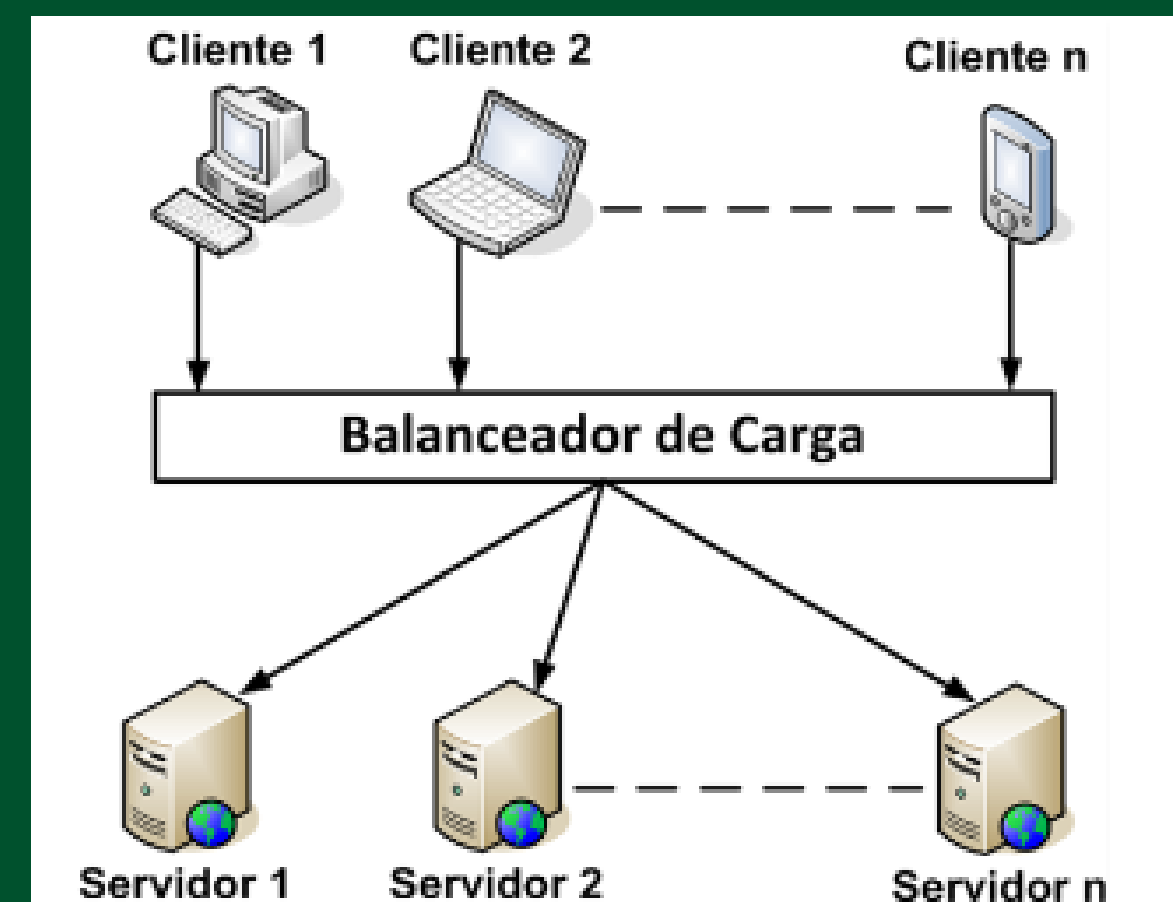 Cliente 1 Cliente 2 Cliente n
Balanceador de Carga
Servidor 1 Servidor 2 Servidor n